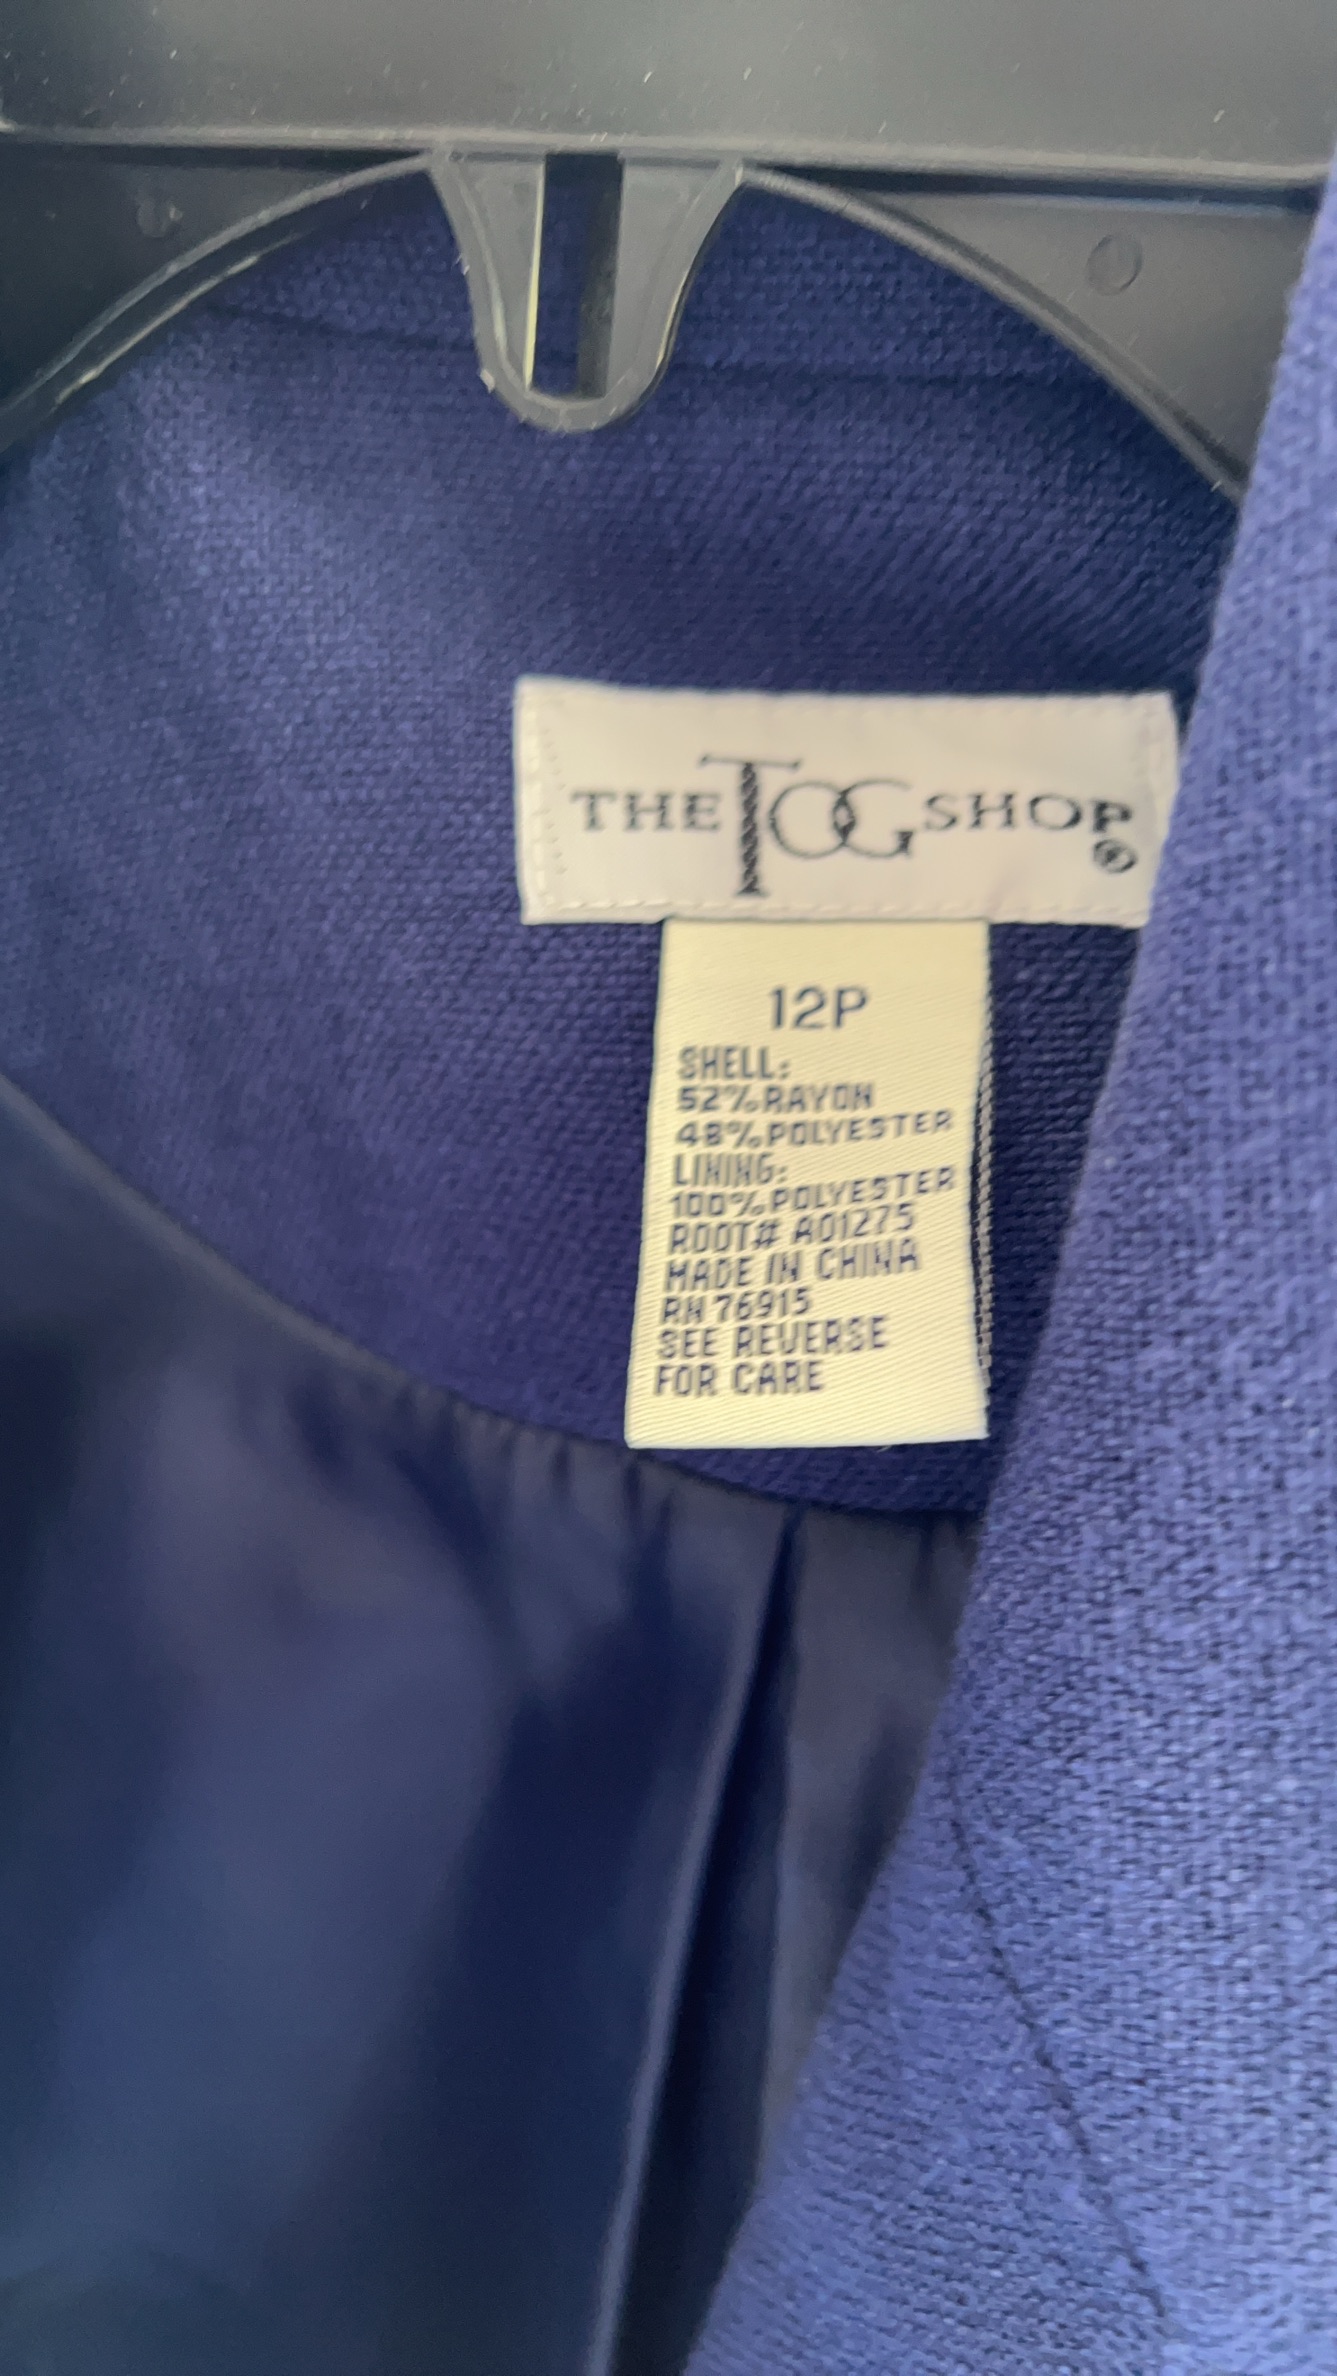 THE TOG SHOP®
12P
SHELL:
52% RAYON
48% POLYESTER
LINING:
100% POLYESTER
ROOT# A01275
MADE IN CHINA
RN 76915
SEE REVERSE
FOR CARE